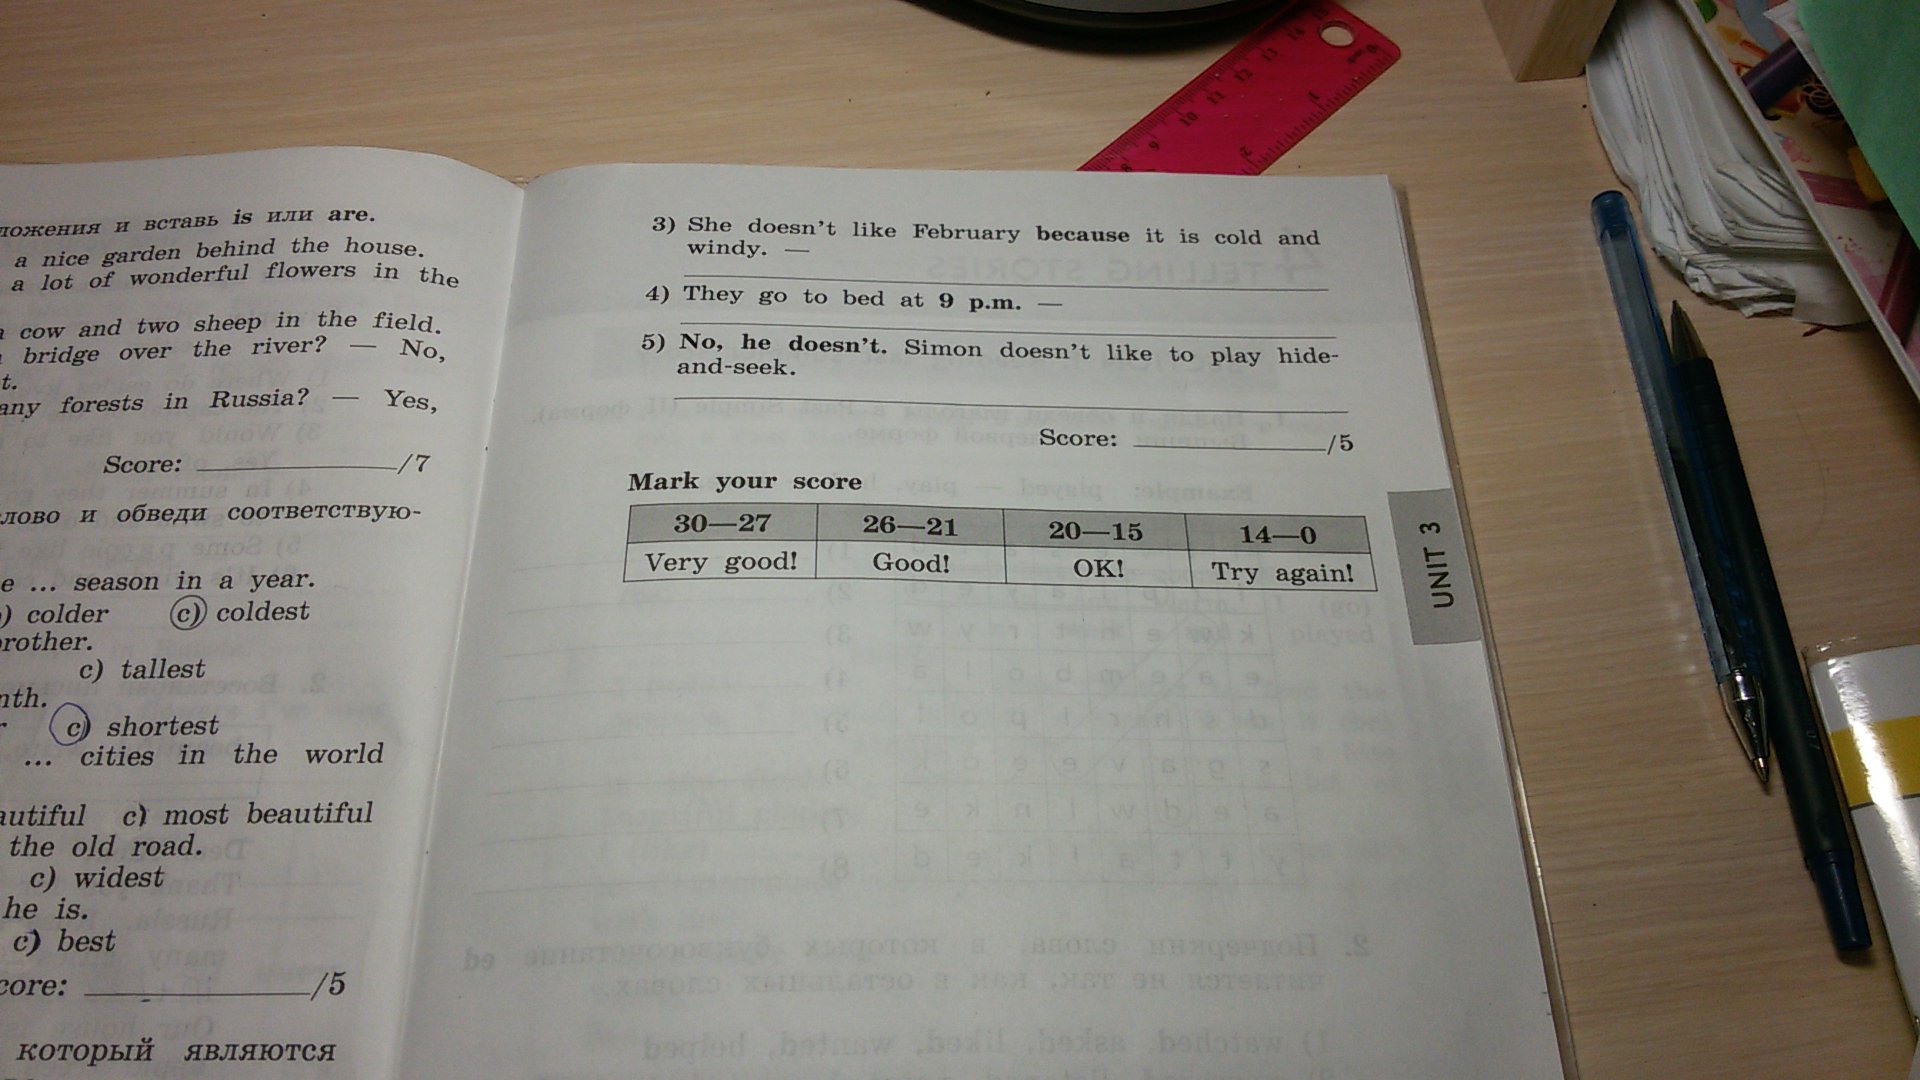 ложения и вставь is или are.
a nice garden behind the house.
a lot of wonderful flowers in the
cow and two sheep in the field.
bridge over the river? — No,
t.
any forests in Russia? — Yes,
Score: ___/7
лово и обведи соответствую-
e ... season in a year.
) colder c) coldest
brother.
c) tallest
nth.
r c) shortest
... cities in the world
autiful c) most beautiful
the old road.
c) widest
he is.
c) best
core: ___/5
который являются
3) She doesn't like February because it is cold and
windy. —
4) They go to bed at 9 p.m. —
5) No, he doesn't. Simon doesn't like to play hide-
and-seek.
Score: ___/5
Mark your score
30—27 26—21 20—15 14—0
Very good! Good! OK! Try again!
UNIT 3